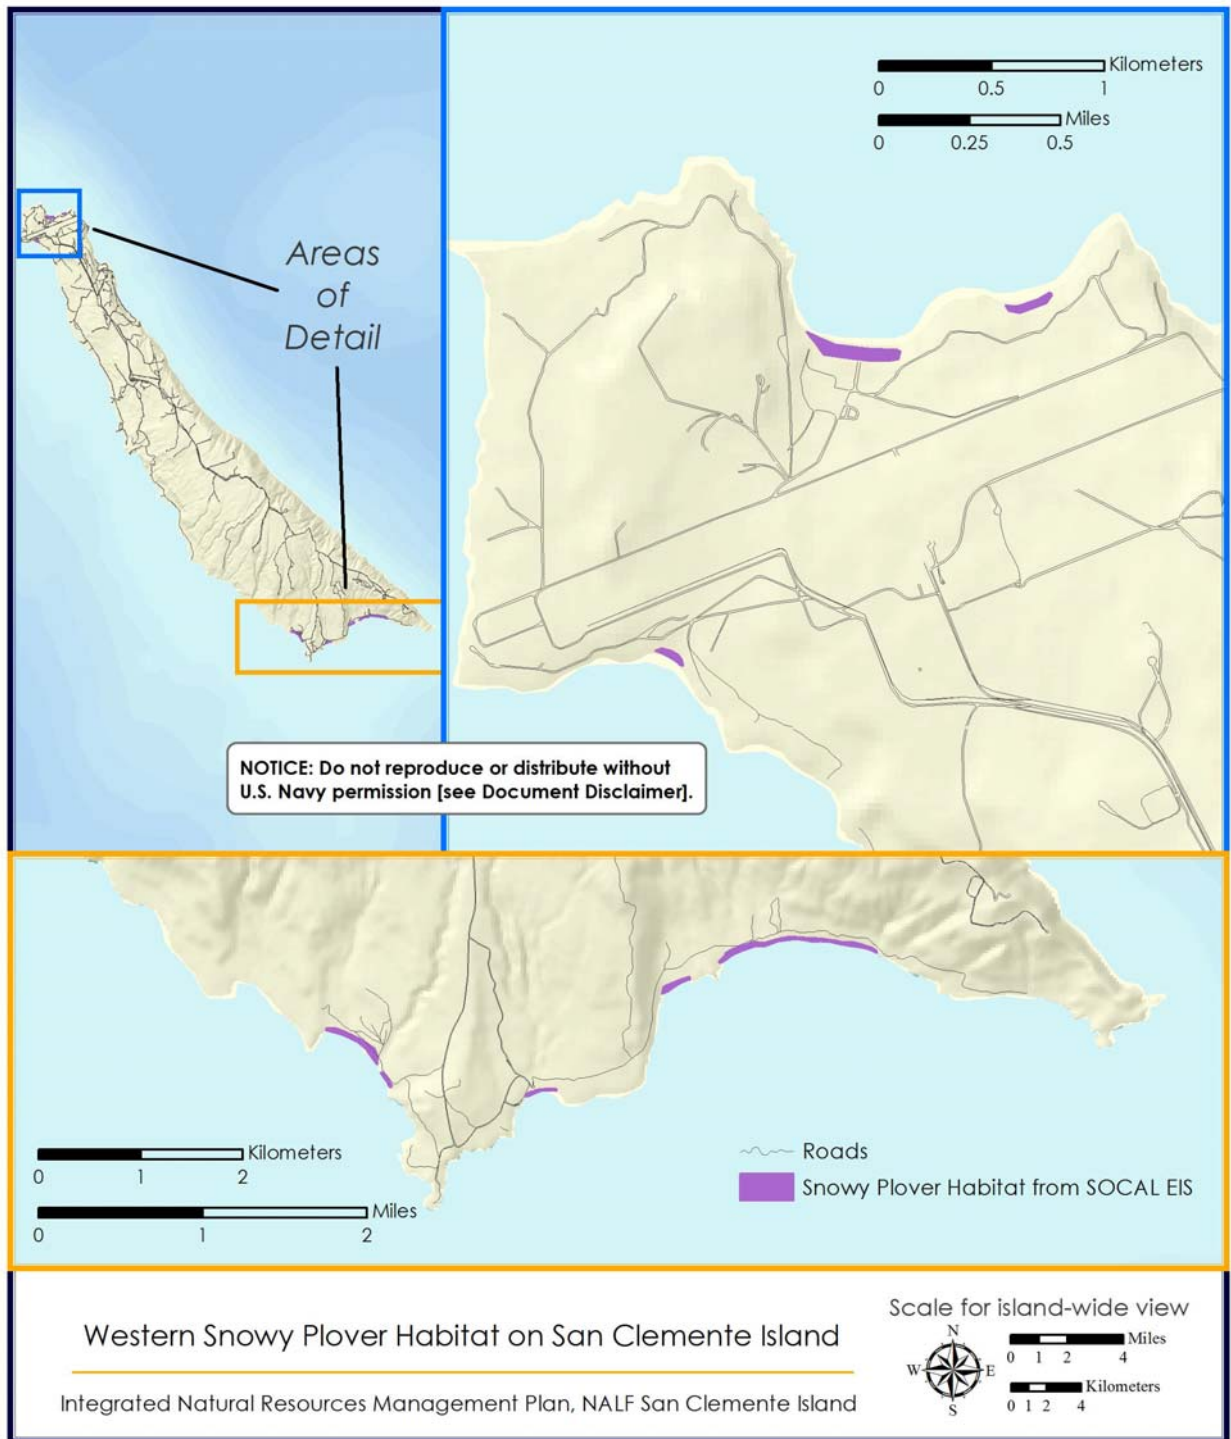 Kilometers
0 0.5 1
Miles
0 0.25 0.5
Areas
of
Detail
NOTICE: Do not reproduce or distribute without
U.S. Navy permission [see Document Disclaimer].
Kilometers
0 1 2
Miles
0 1 2
Roads
Snowy Plover Habitat from SOCAL EIS
Western Snowy Plover Habitat on San Clemente Island
Integrated Natural Resources Management Plan, NALF San Clemente Island
Scale for island-wide view
N
W E
S
Miles
0 1 2 4
Kilometers
0 1 2 4